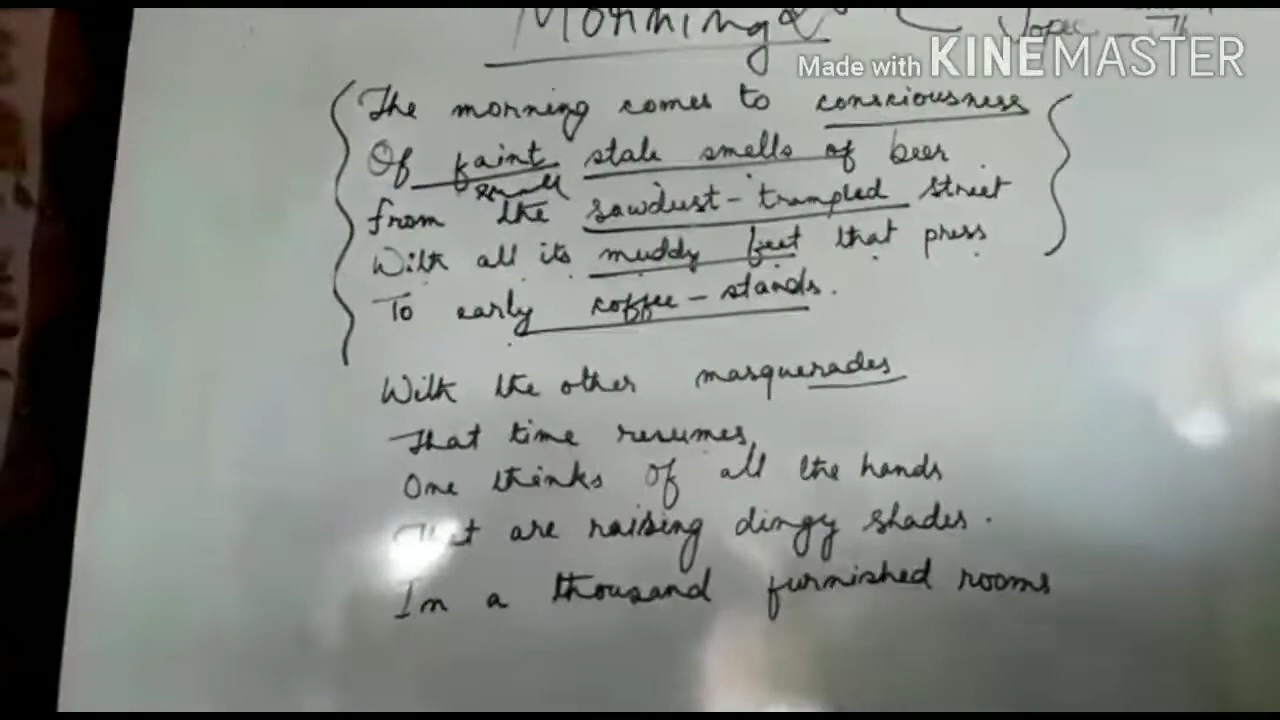 Morning
Made with KINEMASTER
The morning comes to consciousness
Of faint stale smells of beer
small
from the sawdust-trampled street
With all its muddy feet that press
To early coffee-stands.
With the other masquerades
That time resumes,
One thinks of all the hands
That are raising dingy shades.
In a thousand furnished rooms